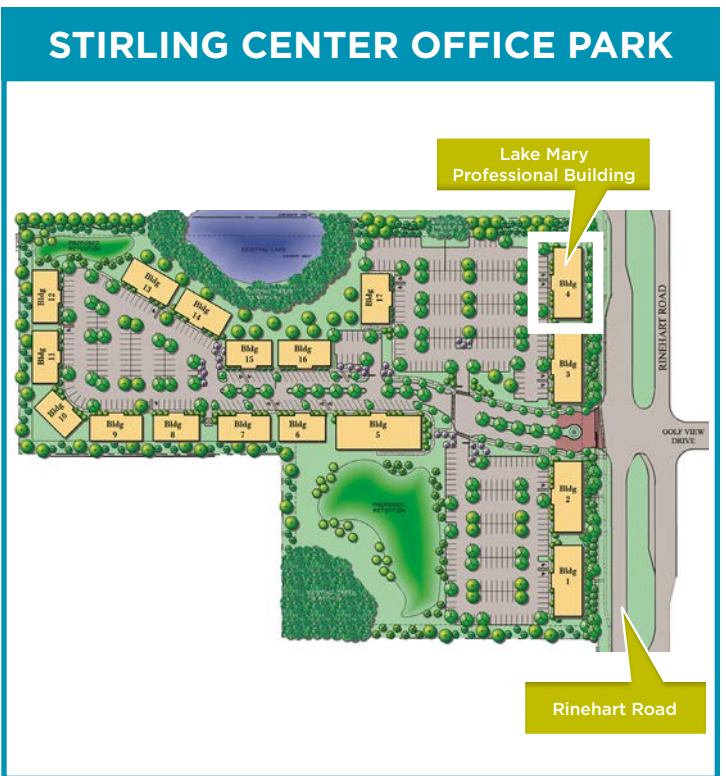 STIRLING CENTER OFFICE PARK
Lake Mary
Professional Building
PROPOSED
RETENTION
EXISTING LAKE
Bldg
12
Bldg
13
Bldg
14
Bldg
17
Bldg
4
RINEHART ROAD
Bldg
11
Bldg
15
Bldg
16
Bldg
3
Bldg
10
Bldg
9
Bldg
8
Bldg
7
Bldg
6
Bldg
5
GOLF VIEW
DRIVE
PROPOSED
RETENTION
Bldg
2
Bldg
1
Rinehart Road